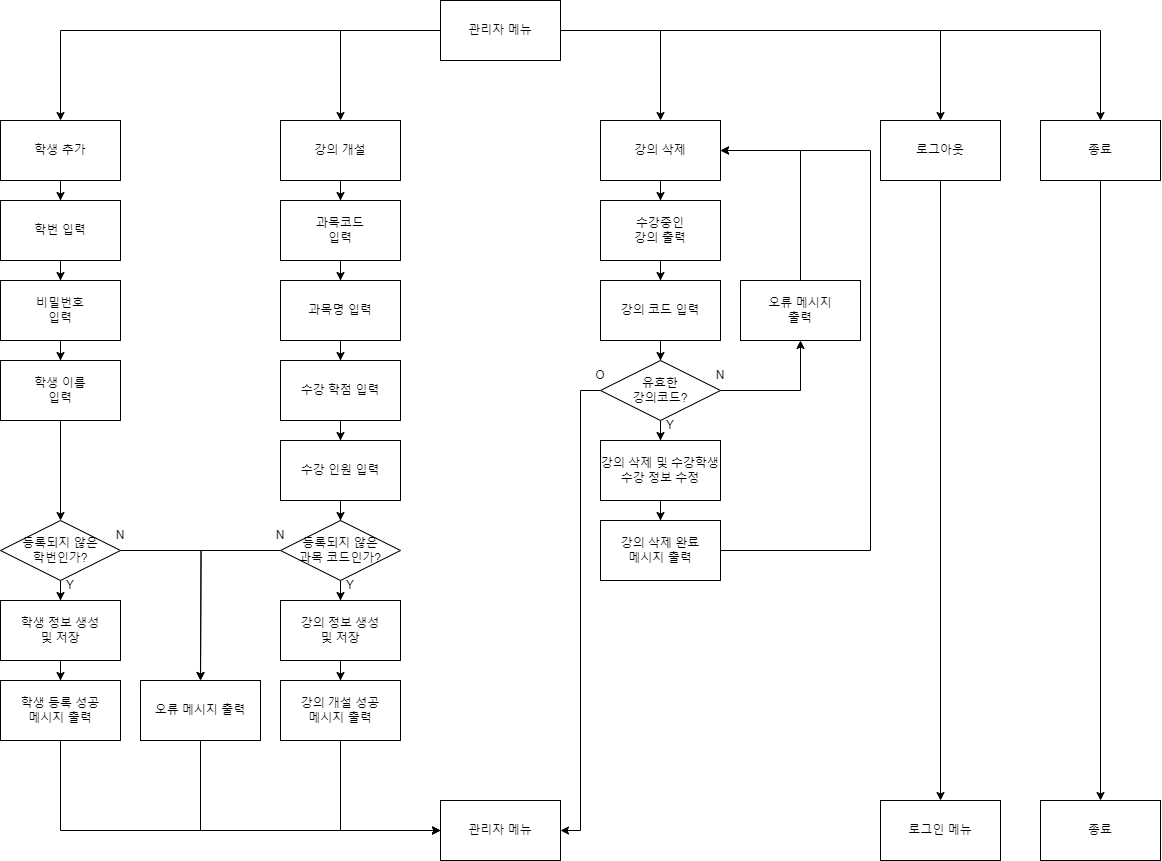 관리자 메뉴
학생 추가
강의 개설
강의 삭제
로그아웃
종료
학번 입력
과목코드
입력
수강중인
강의 출력
비밀번호
입력
과목명 입력
강의 코드 입력
오류 메시지
출력
학생 이름
입력
수강 학점 입력
O
유효한
강의코드?
N
Y
수강 인원 입력
강의 삭제 및 수강학생
수강 정보 수정
등록되지 않은
학번인가?
N
Y
N
등록되지 않은
과목 코드인가?
Y
강의 삭제 완료
메시지 출력
학생 정보 생성
및 저장
강의 정보 생성
및 저장
학생 등록 성공
메시지 출력
오류 메시지 출력
강의 개설 성공
메시지 출력
관리자 메뉴
로그인 메뉴
종료